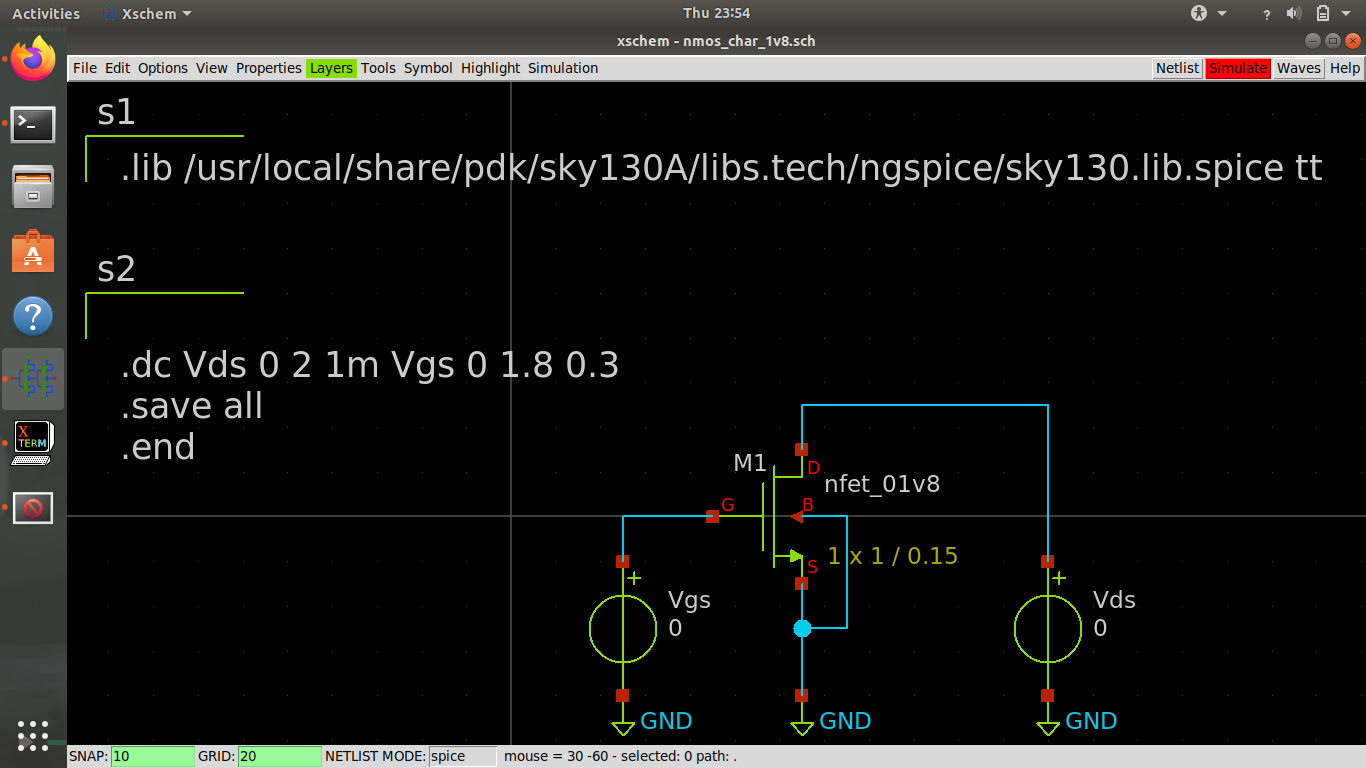 Activities
Xschem
Thu 23:54
?
xschem - nmos_char_1v8.sch
File Edit Options View Properties Layers Tools Symbol Highlight Simulation
Netlist Simulate Waves Help
s1
.lib /usr/local/share/pdk/sky130A/libs.tech/ngspice/sky130.lib.spice tt
s2
.dc Vds 0 2 1m Vgs 0 1.8 0.3
.save all
.end
M1
D
nfet_01v8
G
B
S
1 x 1 / 0.15
+
Vgs
0
+
Vds
0
GND
GND
GND
A
?
>_
X
TERM
SNAP: 10 GRID: 20 NETLIST MODE: spice mouse = 30 -60 - selected: 0 path: .